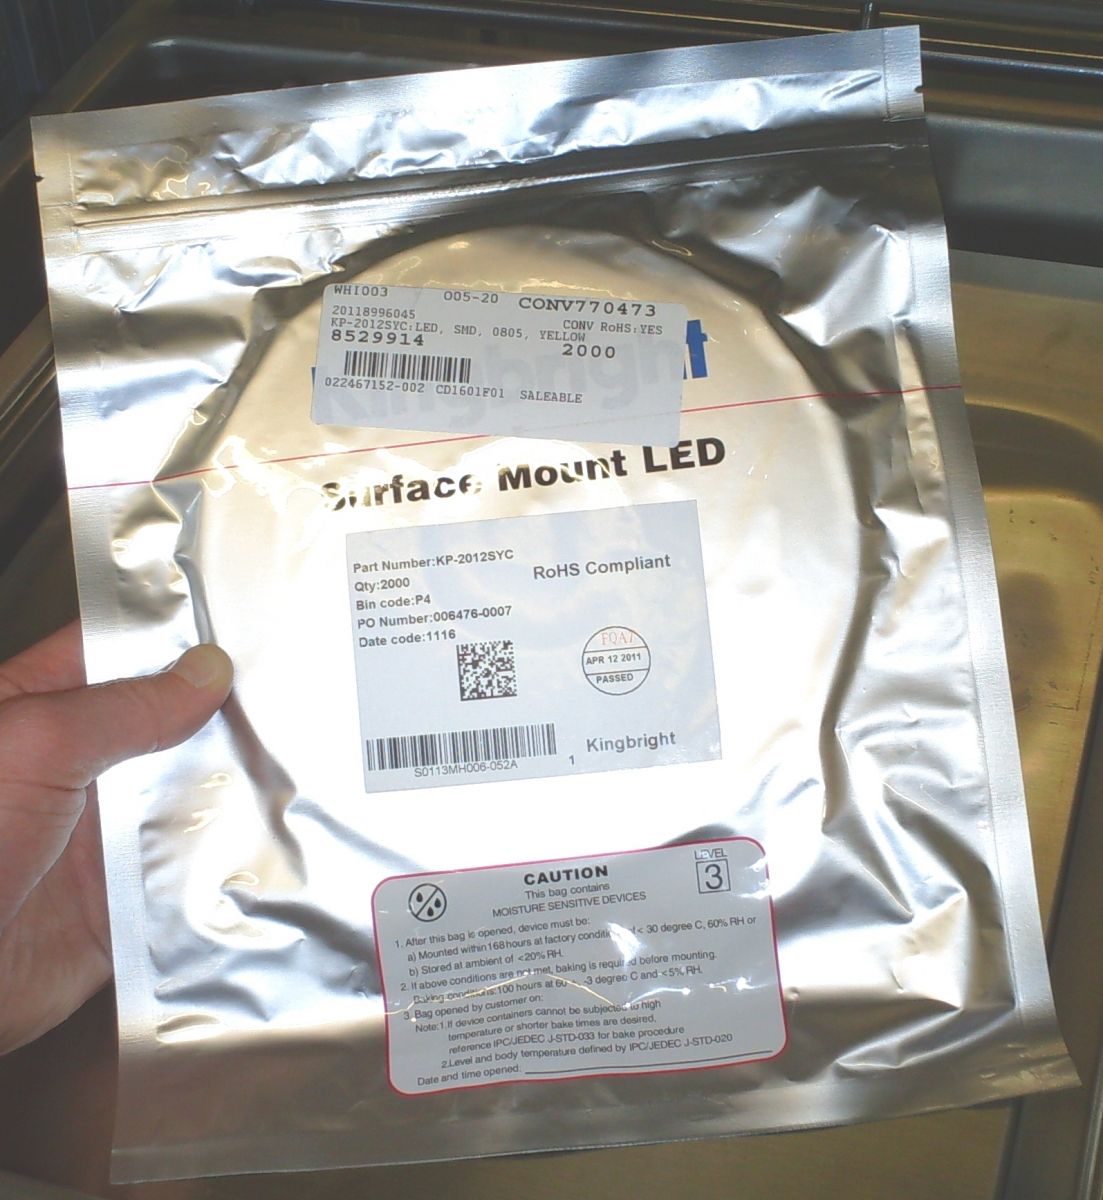 WHI003 005-20 CONV770473
20118996045 CONV RoHS:YES
KP-2012SYC:LED, SMD, 0805, YELLOW
8529914 2000
022467152-002 CD1601F01 SALEABLE
Kingbright
Surface Mount LED
Part Number:KP-2012SYC
Qty:2000
RoHS Compliant
Bin code:P4
PO Number:006476-0007
Date code:1116
FQA7
APR 12 2011
PASSED
S0113MH006-052A
1 Kingbright
LEVEL
3
CAUTION
This bag contains
MOISTURE SENSITIVE DEVICES
1. After this bag is opened, device must be:
a) Mounted within 168 hours at factory < 30 degree C, 60% RH or
b) Stored at ambient of <20% RH.
2. If above conditions are not met, baking is required before mounting.
Baking conditions:100 hours at 3 degree C and <5% RH.
3. Bag opened by customer on:
Note:1.If device containers cannot be subjected to high
temperature or shorter bake times are desired,
reference IPC/JEDEC J-STD-033 for bake procedure
2.Level and body temperature defined by IPC/JEDEC J-STD-020
Date and time opened: